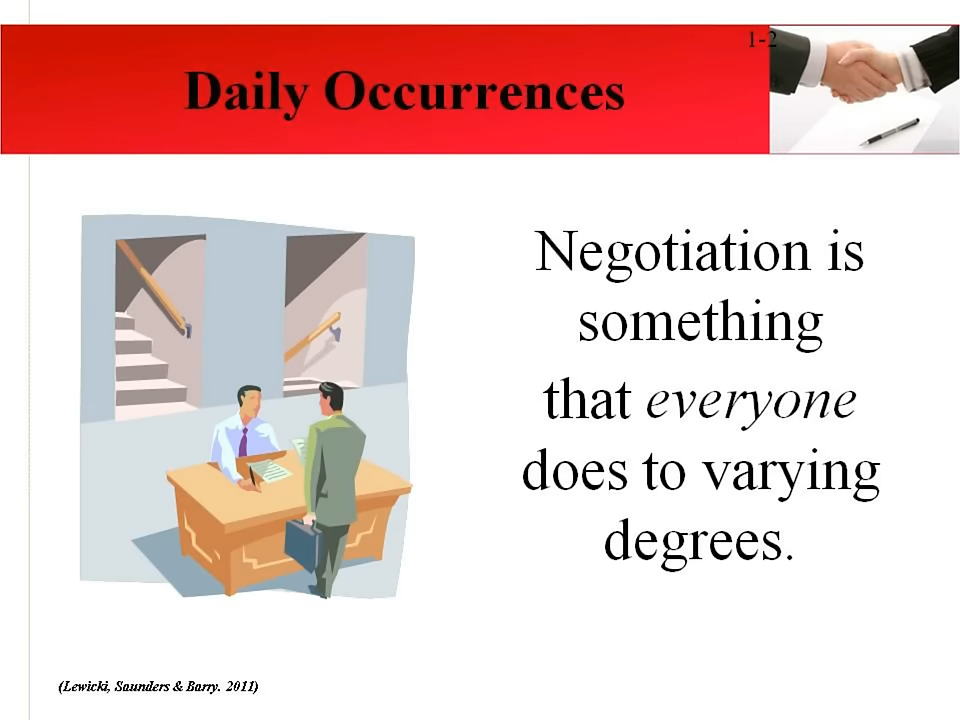 1-2
Daily Occurrences
Negotiation is
something
that everyone
does to varying
degrees.
(Lewicki, Saunders & Barry. 2011)